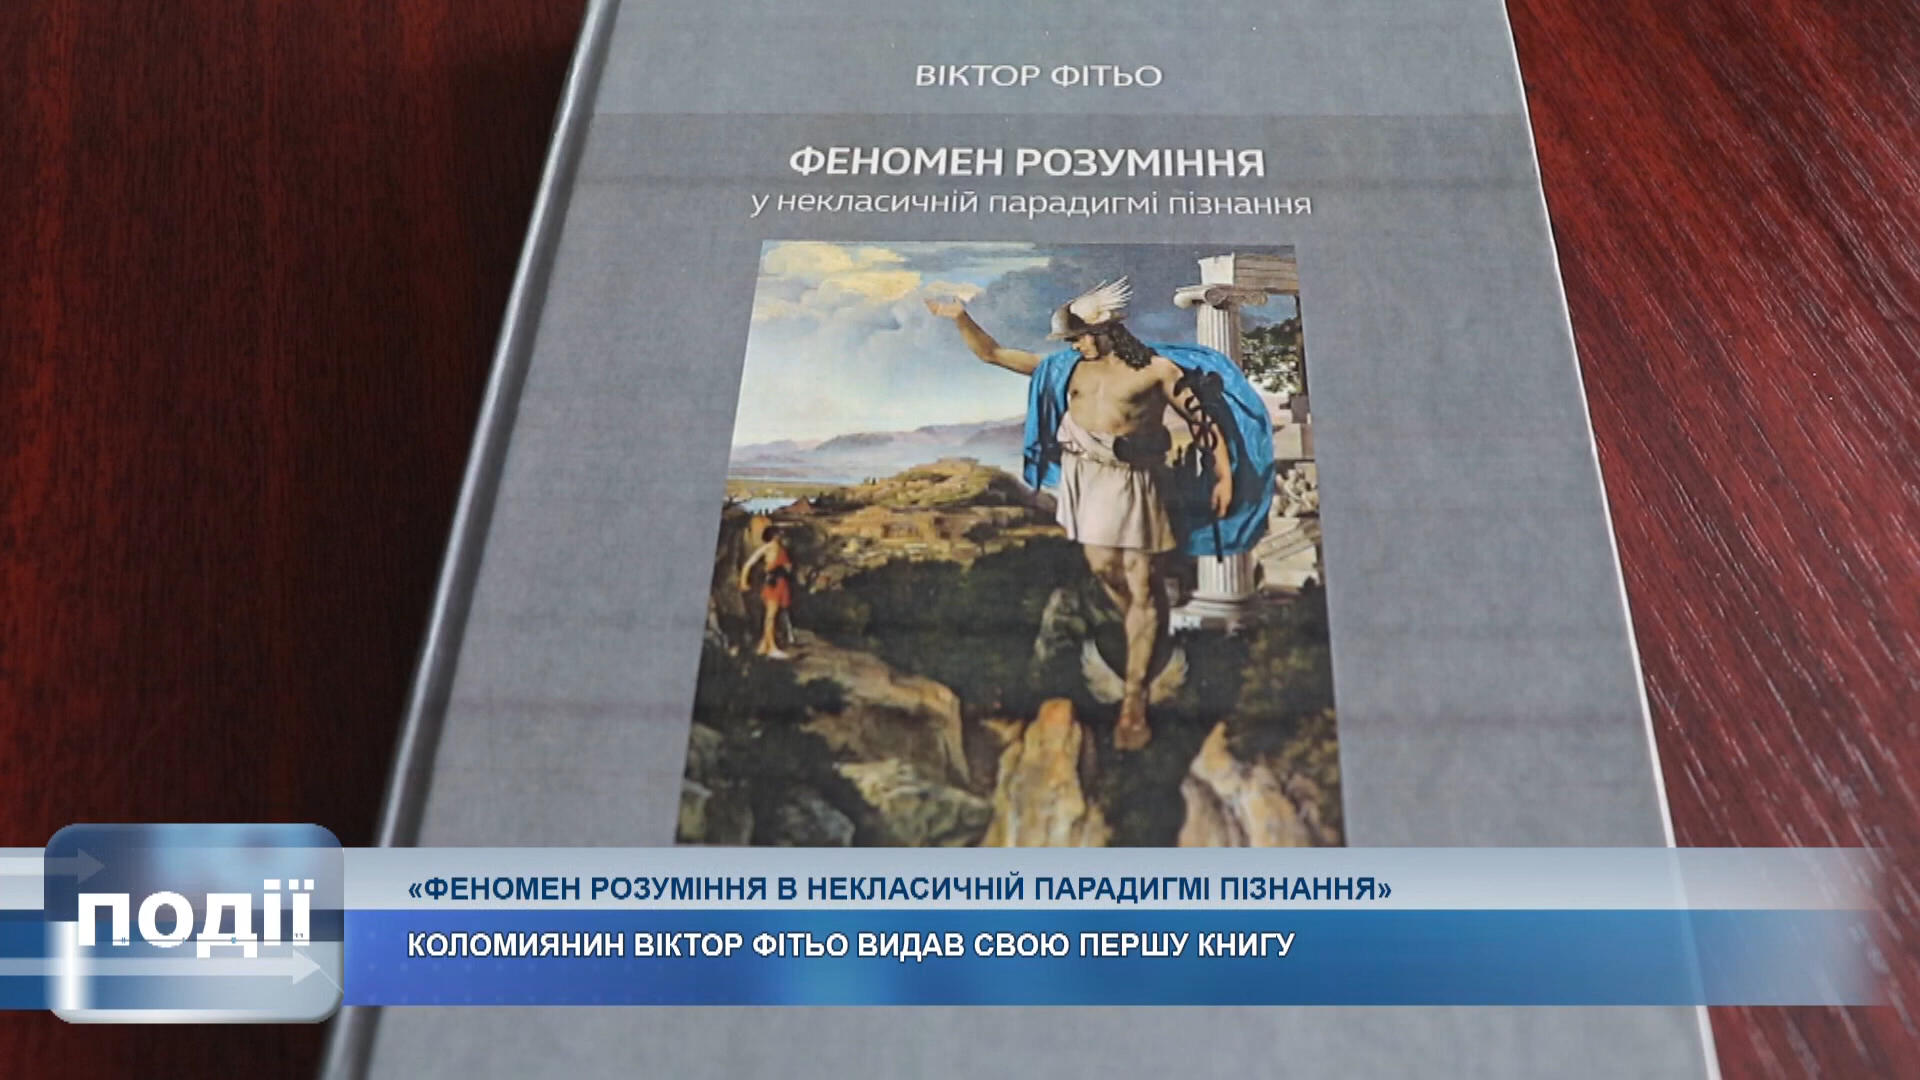 ВІКТОР ФІТЬО
ФЕНОМЕН РОЗУМІННЯ
у некласичній парадигмі пізнання
події
«ФЕНОМЕН РОЗУМІННЯ В НЕКЛАСИЧНІЙ ПАРАДИГМІ ПІЗНАННЯ»
КОЛОМИЯНИН ВІКТОР ФІТЬО ВИДАВ СВОЮ ПЕРШУ КНИГУ